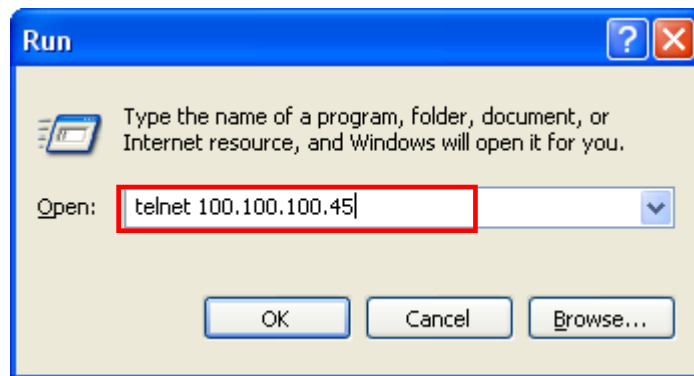 Run
Type the name of a program, folder, document, or
Internet resource, and Windows will open it for you.
Open: telnet 100.100.100.45
OK Cancel Browse...